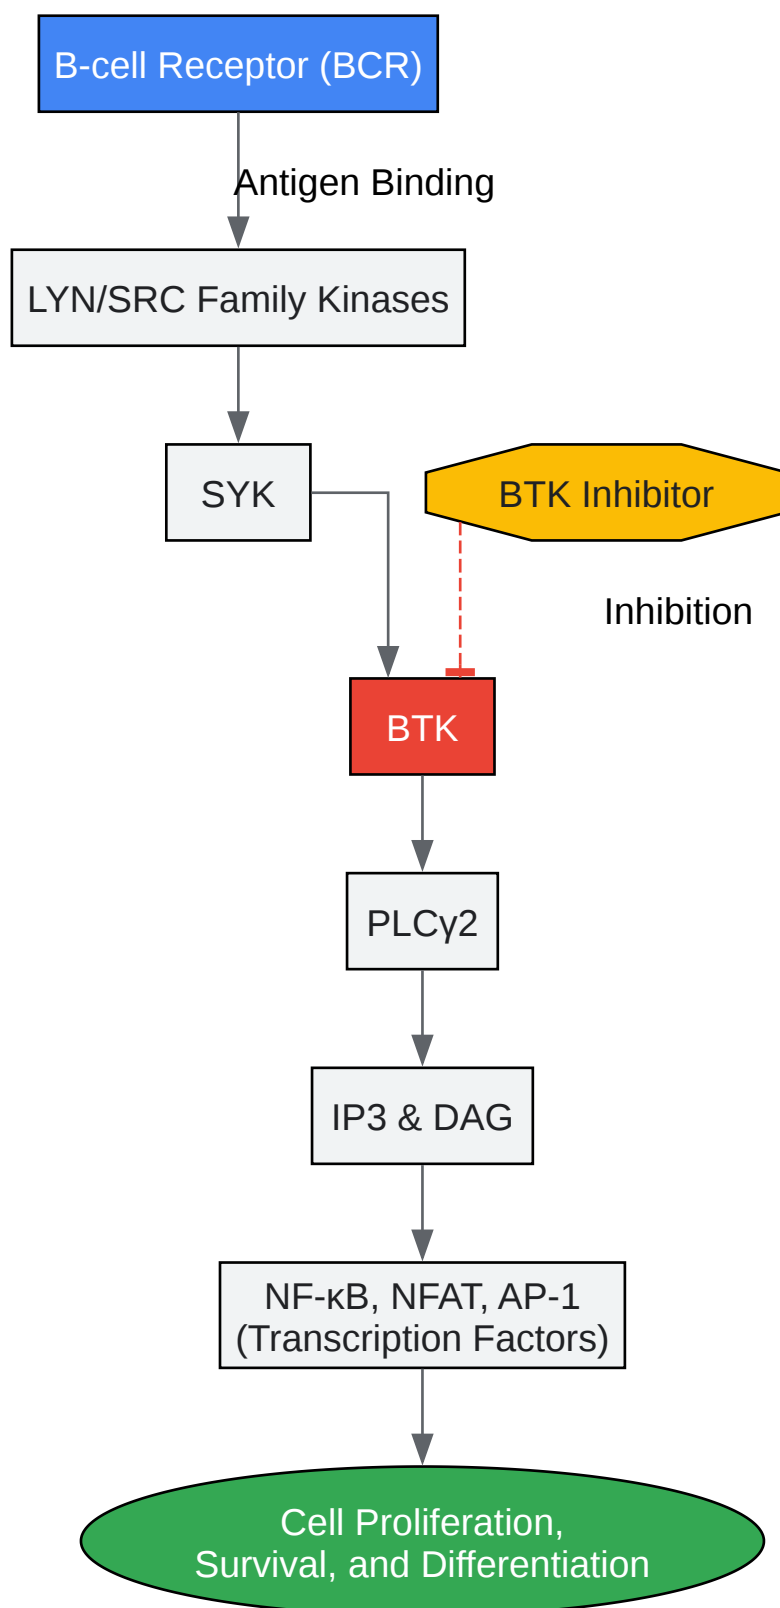 B-cell Receptor (BCR)
Antigen Binding
LYN/SRC Family Kinases
SYK
BTK Inhibitor
Inhibition
BTK
PLCγ2
IP3 & DAG
NF-κB, NFAT, AP-1
(Transcription Factors)
Cell Proliferation,
Survival, and Differentiation